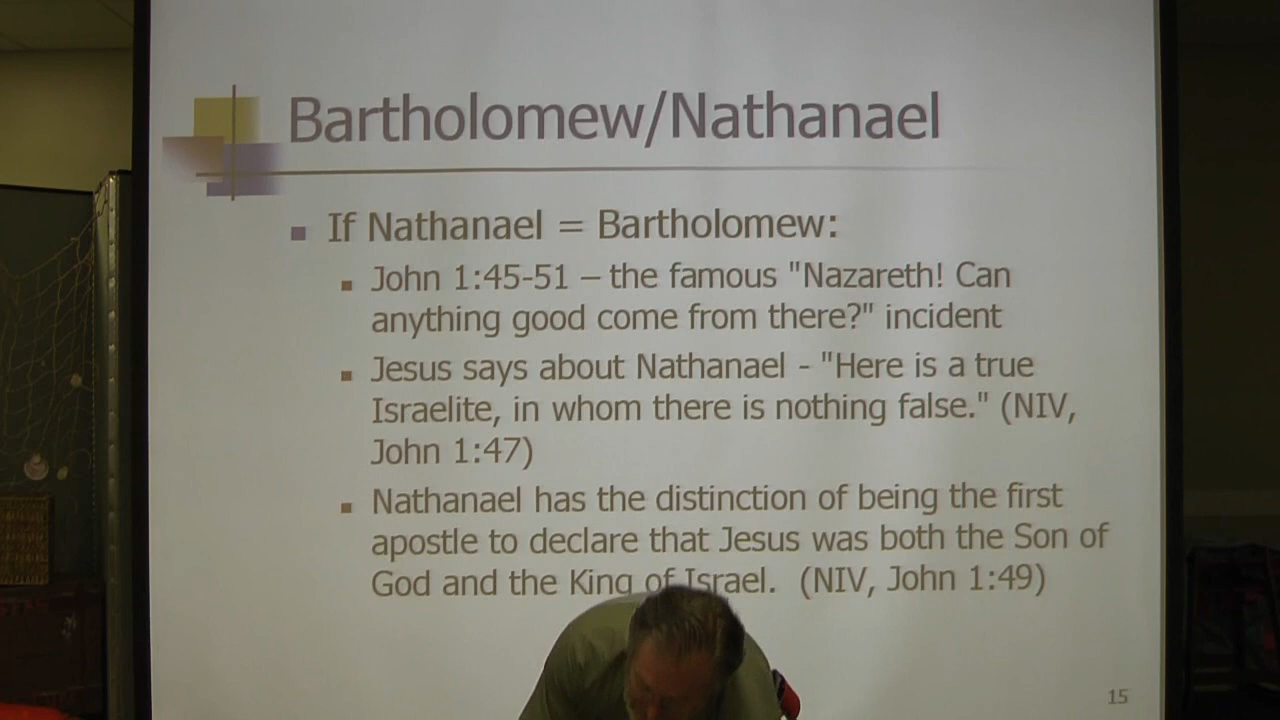 Bartholomew/Nathanael
If Nathanael = Bartholomew:
John 1:45-51 – the famous "Nazareth! Can
anything good come from there?" incident
Jesus says about Nathanael - "Here is a true
Israelite, in whom there is nothing false." (NIV,
John 1:47)
Nathanael has the distinction of being the first
apostle to declare that Jesus was both the Son of
God and the King of Israel. (NIV, John 1:49)
15